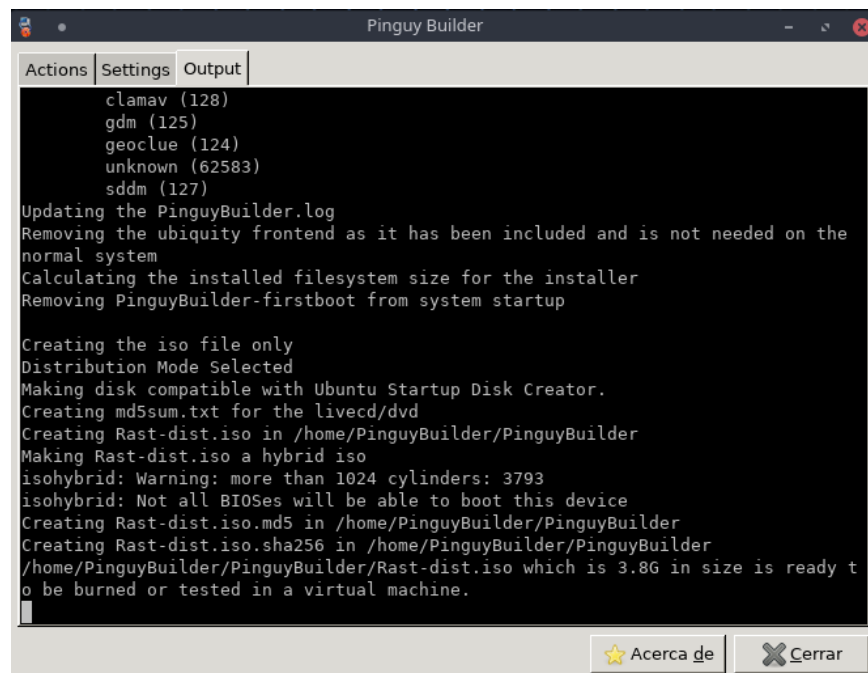 Pinguy Builder
Actions Settings Output
clamav (128)
gdm (125)
geoclue (124)
unknown (62583)
sddm (127)
Updating the PinguyBuilder.log
Removing the ubiquity frontend as it has been included and is not needed on the
normal system
Calculating the installed filesystem size for the installer
Removing PinguyBuilder-firstboot from system startup
Creating the iso file only
Distribution Mode Selected
Making disk compatible with Ubuntu Startup Disk Creator.
Creating md5sum.txt for the livecd/dvd
Creating Rast-dist.iso in /home/PinguyBuilder/PinguyBuilder
Making Rast-dist.iso a hybrid iso
isohybrid: Warning: more than 1024 cylinders: 3793
isohybrid: Not all BIOSes will be able to boot this device
Creating Rast-dist.iso.md5 in /home/PinguyBuilder/PinguyBuilder
Creating Rast-dist.iso.sha256 in /home/PinguyBuilder/PinguyBuilder
/home/PinguyBuilder/PinguyBuilder/Rast-dist.iso which is 3.8G in size is ready t
o be burned or tested in a virtual machine.
Acerca de Cerrar